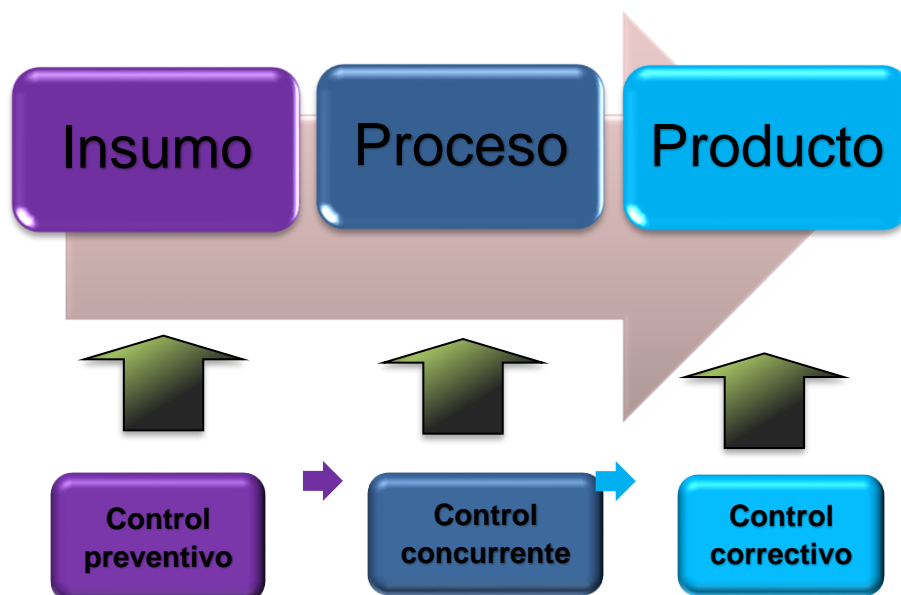 Insumo
Proceso
Producto
Control
preventivo
Control
concurrente
Control
correctivo